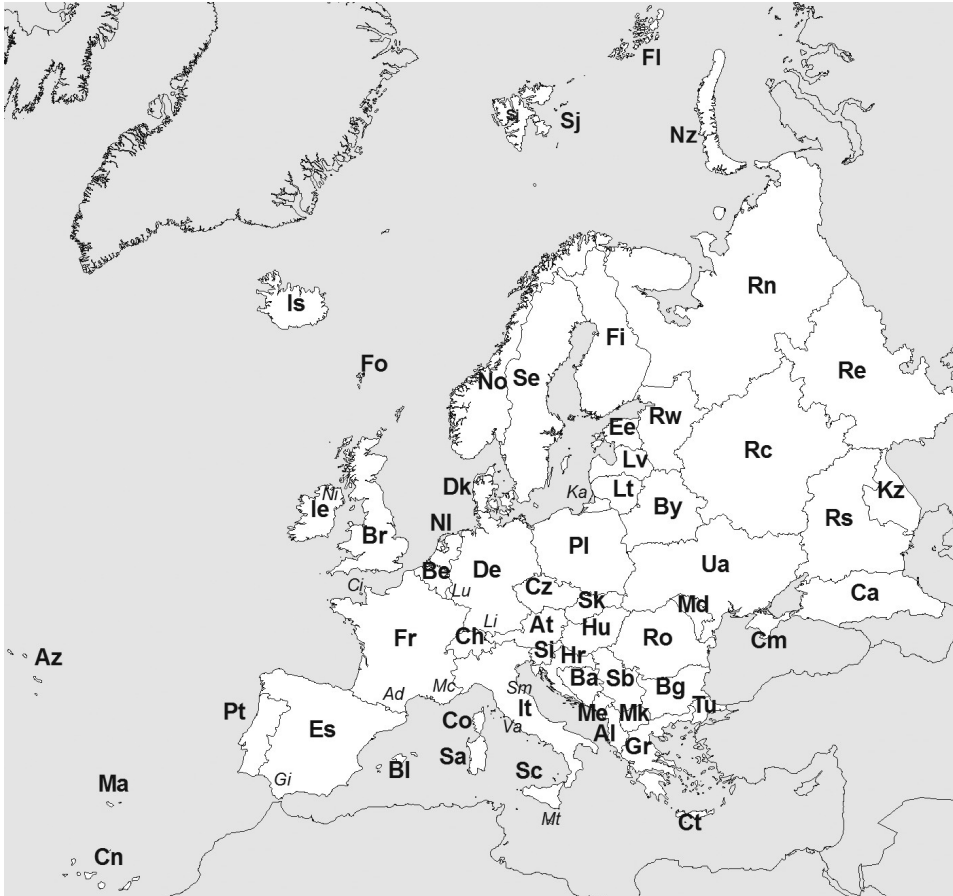 Fl
Si
Sj
Nz
Rn
Is
Fi
Fo
Re
No
Se
Rw
Ee
Rc
Lv
Dk
Ka
Lt
Kz
Ni
Ie
By
Rs
Nl
Br
Pl
Be
De
Ua
Ci
Lu
Cz
Ca
Sk
Md
Li
At
Hu
Fr
Ch
Ro
Cm
Si
Hr
Az
Ba
Sb
Mc
Sm
Bg
Ad
Pt
It
Tu
Me
Mk
Co
Va
Es
Al
Gr
Sa
Bl
Sc
Gi
Ma
Mt
Ct
Cn